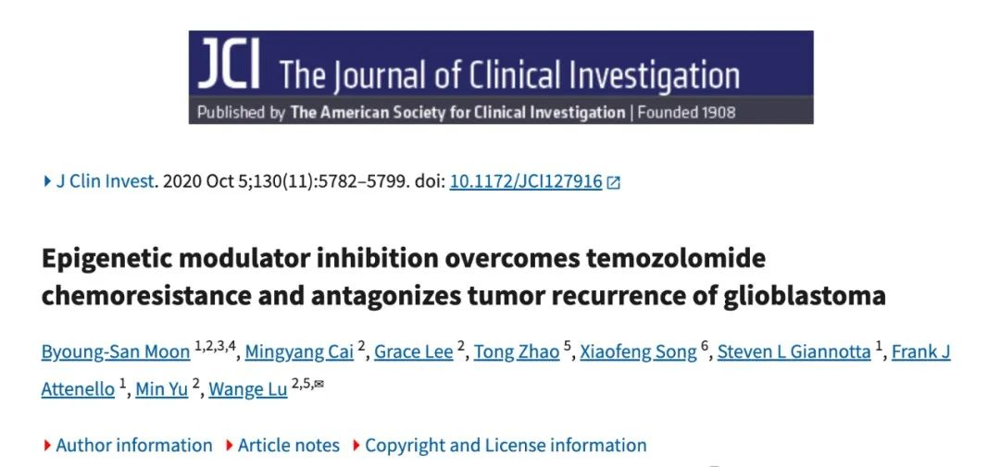 JCI The Journal of Clinical Investigation
Published by The American Society for Clinical Investigation | Founded 1908
J Clin Invest. 2020 Oct 5;130(11):5782–5799. doi: 10.1172/JCI127916
Epigenetic modulator inhibition overcomes temozolomide
chemoresistance and antagonizes tumor recurrence of glioblastoma
Byoung-San Moon 1,2,3,4, Mingyang Cai 2, Grace Lee 2, Tong Zhao 5, Xiaofeng Song 6, Steven L Giannotta 1, Frank J
Attenello 1, Min Yu 2, Wange Lu 2,5,✉
Author information Article notes Copyright and License information